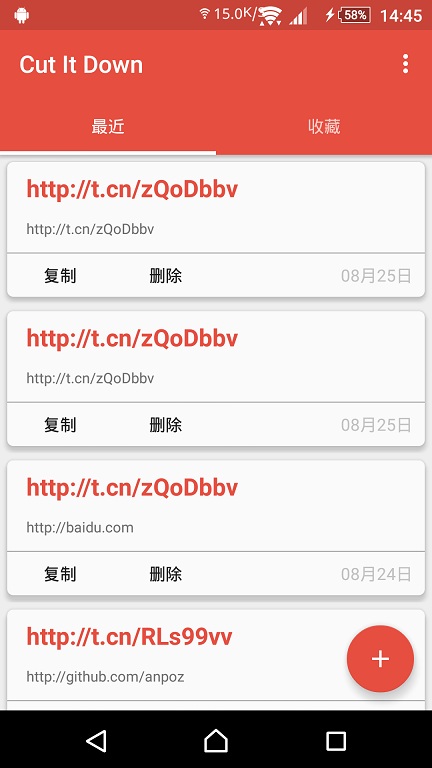 15.0K/s 58% 14:45
Cut It Down
最近 收藏
http://t.cn/zQoDbbv
http://t.cn/zQoDbbv
复制 删除 08月25日
http://t.cn/zQoDbbv
http://t.cn/zQoDbbv
复制 删除 08月25日
http://t.cn/zQoDbbv
http://baidu.com
复制 删除 08月24日
http://t.cn/RLs99vv
http://github.com/anpoz